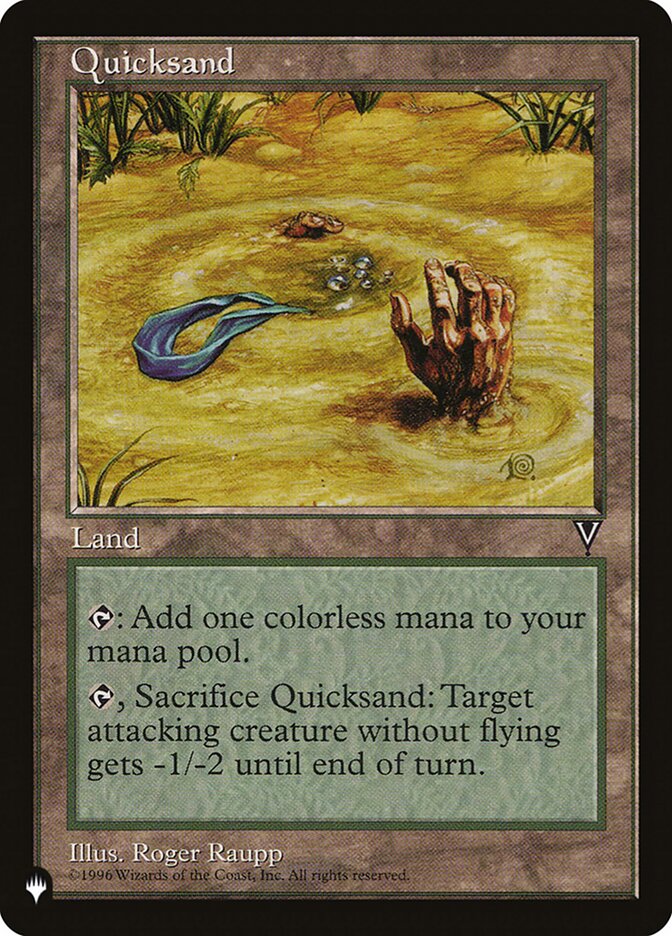 Quicksand
Land
: Add one colorless mana to your
mana pool.
, Sacrifice Quicksand: Target
attacking creature without flying
gets -1/-2 until end of turn.
Illus. Roger Raupp
©1996 Wizards of the Coast, Inc. All rights reserved.